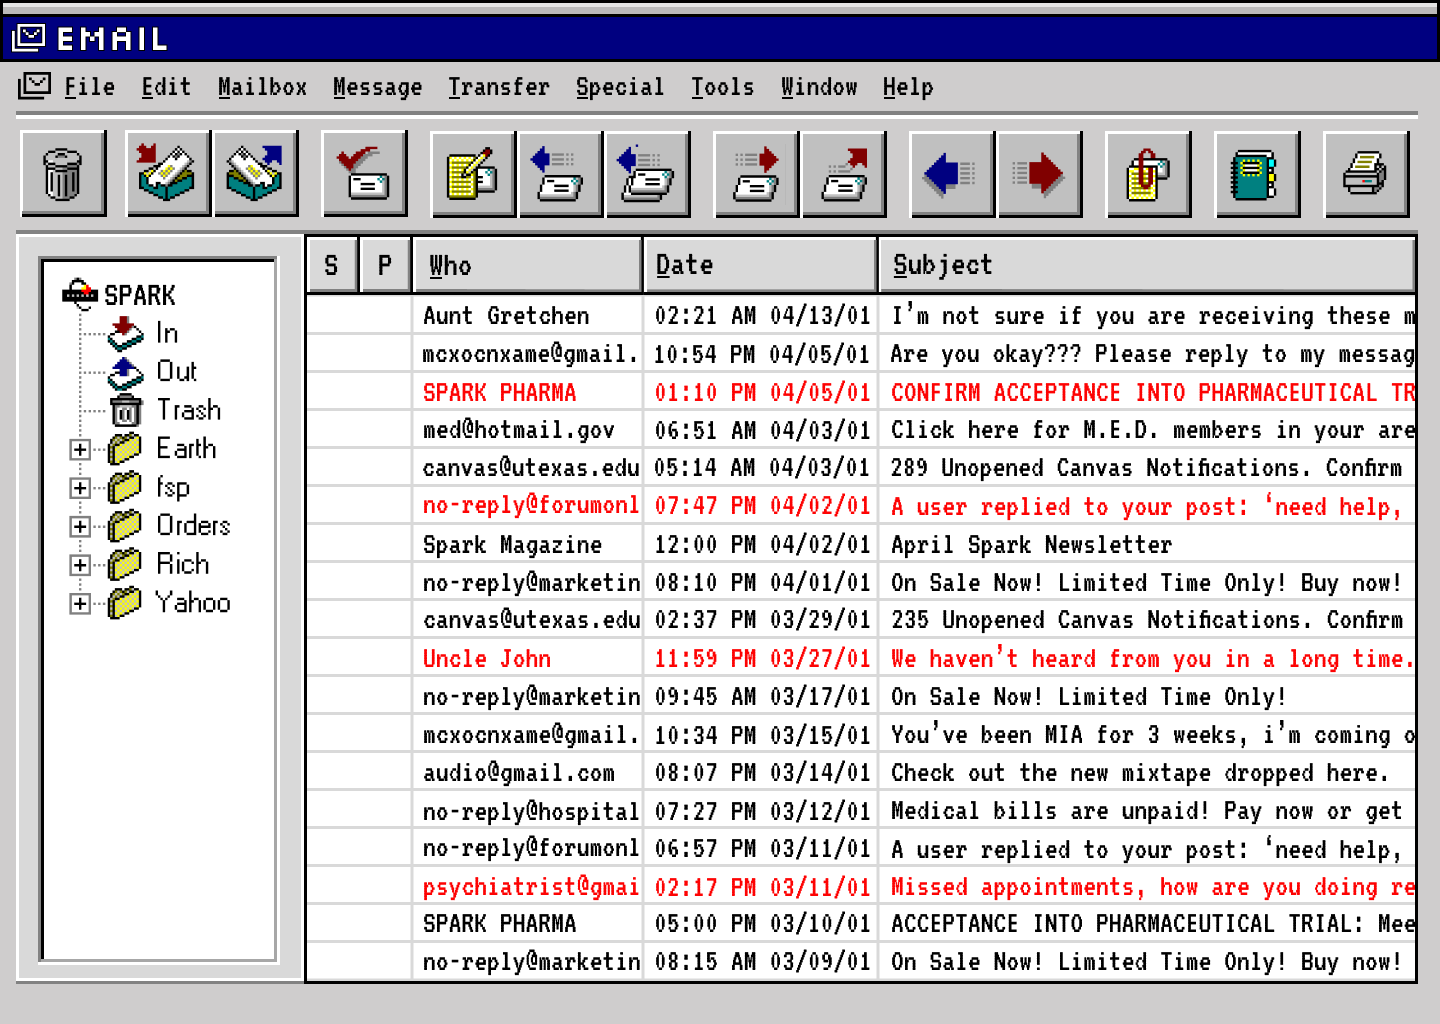 EMAIL
File Edit Mailbox Message Transfer Special Tools Window Help
S P Who Date Subject
SPARK
In
Out
Trash
Earth
fsp
Orders
Rich
Yahoo
Aunt Gretchen 02:21 AM 04/13/01 I'm not sure if you are receiving these m
mcxocnxame@gmail. 10:54 PM 04/05/01 Are you okay??? Please reply to my messag
SPARK PHARMA 01:10 PM 04/05/01 CONFIRM ACCEPTANCE INTO PHARMACEUTICAL TR
med@hotmail.gov 06:51 AM 04/03/01 Click here for M.E.D. members in your are
canvas@utexas.edu 05:14 AM 04/03/01 289 Unopened Canvas Notifications. Confirm
no-reply@forumonl 07:47 PM 04/02/01 A user replied to your post: ‘need help,
Spark Magazine 12:00 PM 04/02/01 April Spark Newsletter
no-reply@marketin 08:10 PM 04/01/01 On Sale Now! Limited Time Only! Buy now!
canvas@utexas.edu 02:37 PM 03/29/01 235 Unopened Canvas Notifications. Confirm
Uncle John 11:59 PM 03/27/01 We haven't heard from you in a long time.
no-reply@marketin 09:45 AM 03/17/01 On Sale Now! Limited Time Only!
mcxocnxame@gmail. 10:34 PM 03/15/01 You've been MIA for 3 weeks, i'm coming o
audio@gmail.com 08:07 PM 03/14/01 Check out the new mixtape dropped here.
no-reply@hospital 07:27 PM 03/12/01 Medical bills are unpaid! Pay now or get
no-reply@forumonl 06:57 PM 03/11/01 A user replied to your post: ‘need help,
psychiatrist@gmai 02:17 PM 03/11/01 Missed appointments, how are you doing re
SPARK PHARMA 05:00 PM 03/10/01 ACCEPTANCE INTO PHARMACEUTICAL TRIAL: Mee
no-reply@marketin 08:15 AM 03/09/01 On Sale Now! Limited Time Only! Buy now!